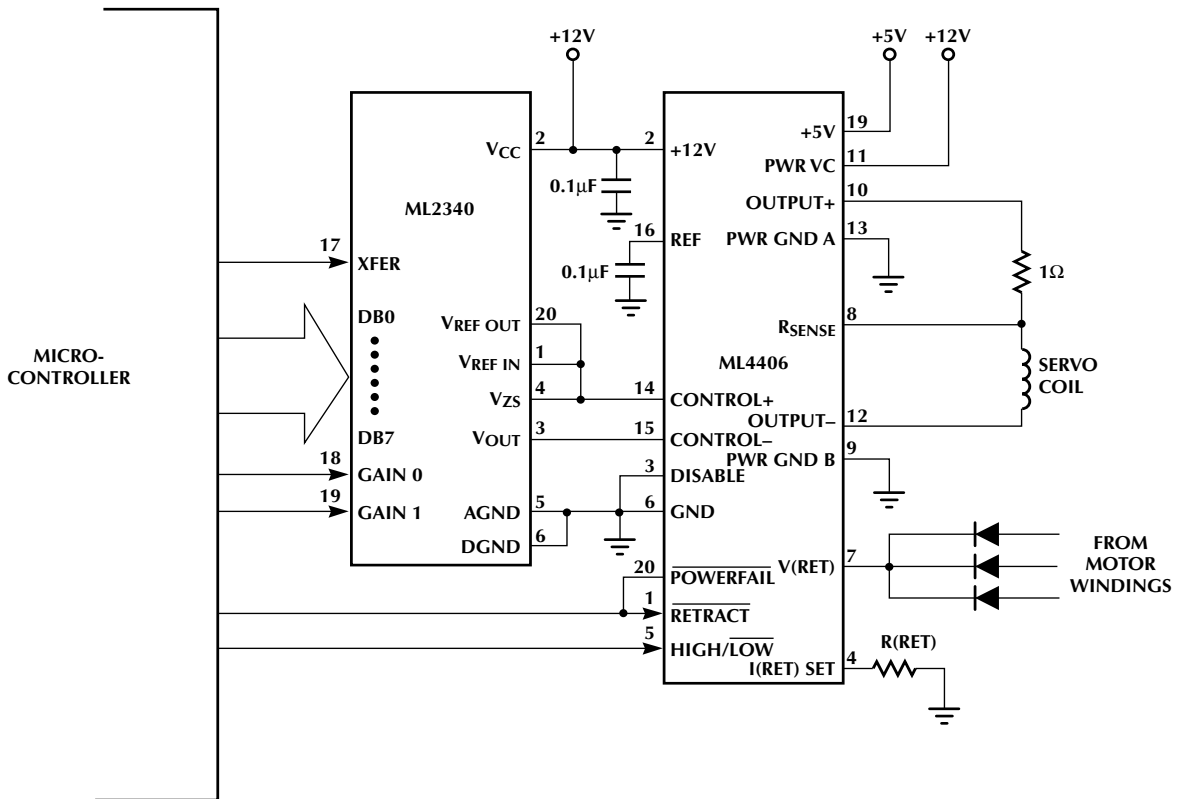 +12V
+5V
+12V
MICRO-
CONTROLLER
ML2340
17
XFER
DB0
DB7
18
GAIN 0
19
GAIN 1
VCC
2
VREF OUT
20
VREF IN
1
VZS
4
VOUT
3
AGND
5
DGND
6
0.1µF
0.1µF
ML4406
2
+12V
16
REF
14
CONTROL+
15
CONTROL–
3
DISABLE
6
GND
20
POWERFAIL
1
RETRACT
5
HIGH/LOW
+5V
19
PWR VC
11
OUTPUT+
10
PWR GND A
13
RSENSE
8
OUTPUT–
12
PWR GND B
9
V(RET)
7
I(RET) SET
4
1Ω
SERVO
COIL
FROM
MOTOR
WINDINGS
R(RET)